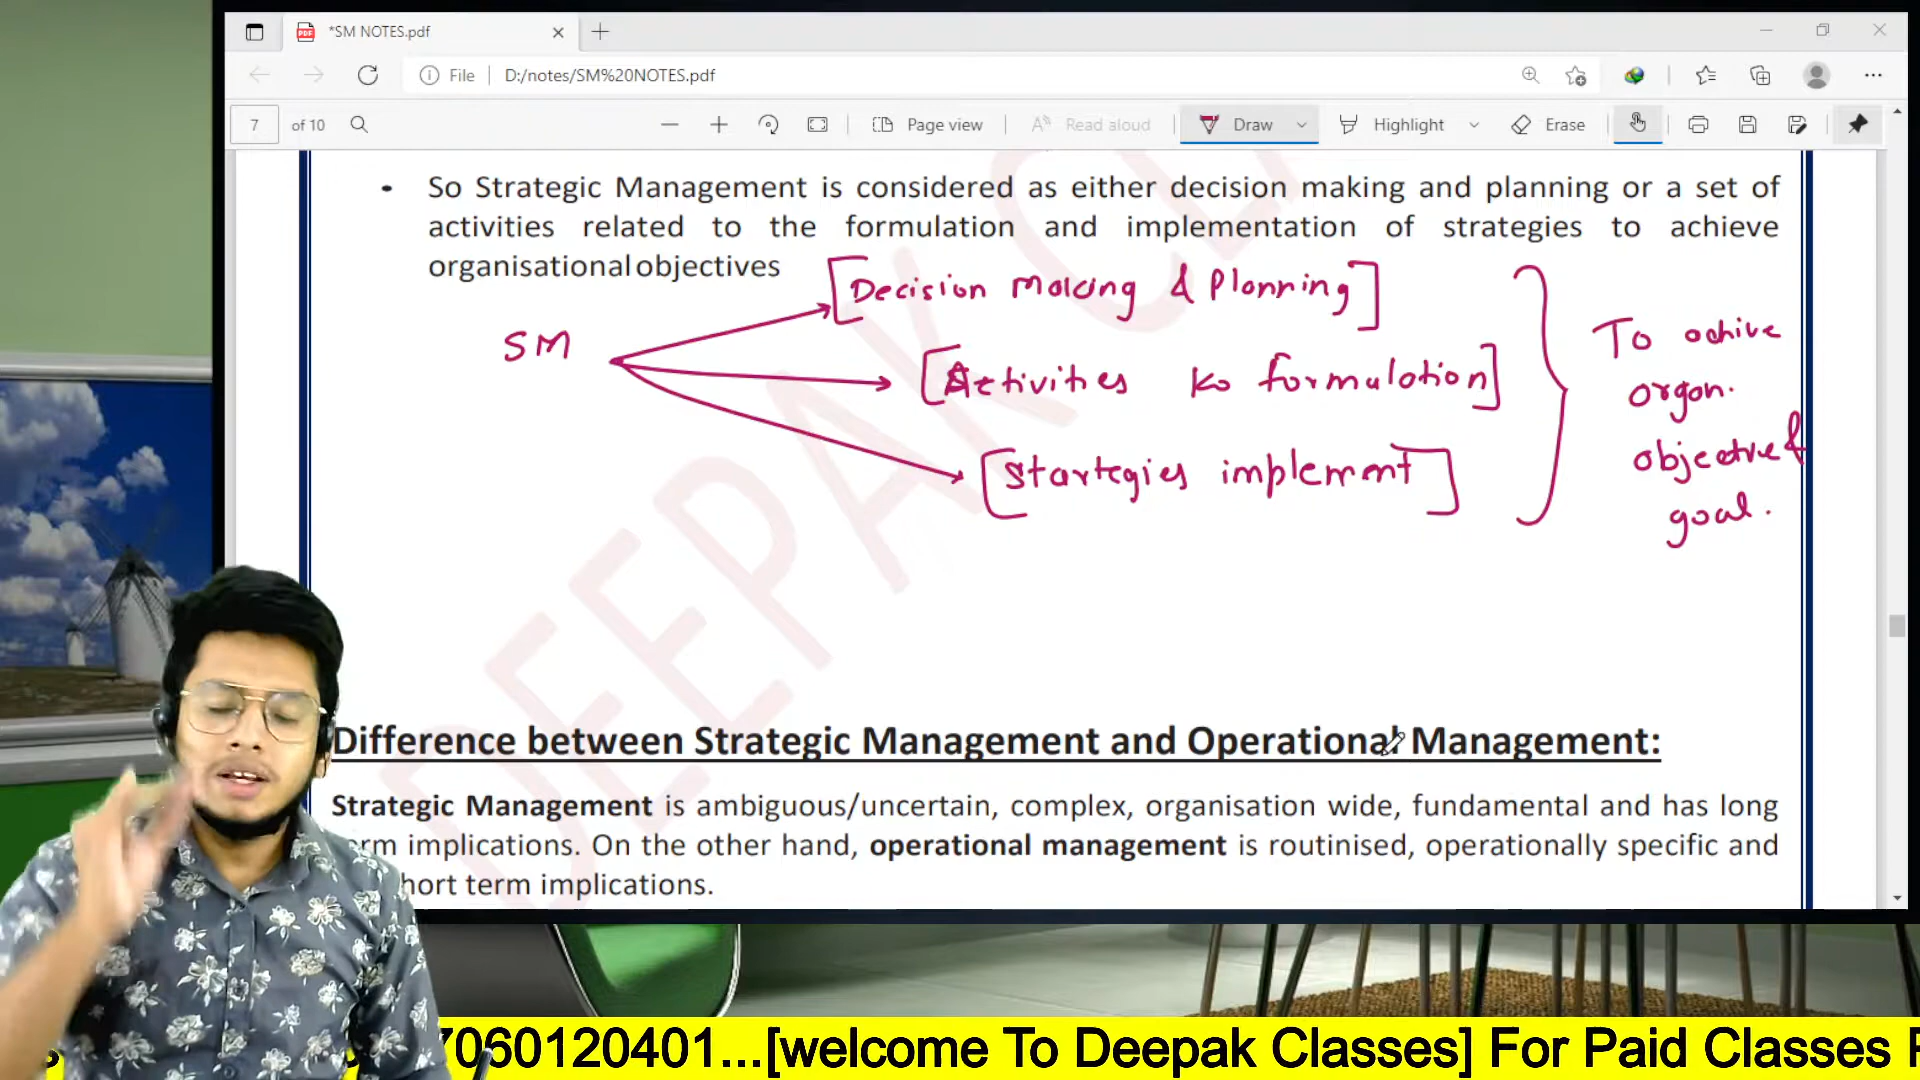 *SM NOTES.pdf
File D:/notes/SM%20NOTES.pdf
7 of 10 Page view Read aloud Draw Highlight Erase
So Strategic Management is considered as either decision making and planning or a set of
activities related to the formulation and implementation of strategies to achieve
organisational objectives
[Decision Making & Planning]
SM
[Activities ko formulation]
[Startegies implement]
To achive
organ.
objective &
goal.
DEEPAK CLA
Difference between Strategic Management and Operational Management:
Strategic Management is ambiguous/uncertain, complex, organisation wide, fundamental and has long
rm implications. On the other hand, operational management is routinised, operationally specific and
hort term implications.
7060120401...[welcome To Deepak Classes] For Paid Classes